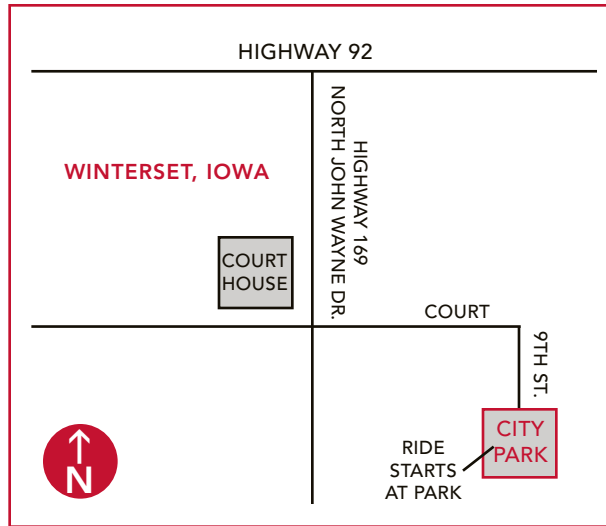 HIGHWAY 92
WINTERSET, IOWA
HIGHWAY 169
NORTH JOHN WAYNE DR.
COURT
HOUSE
COURT
9TH ST.
CITY
PARK
RIDE
STARTS
AT PARK
N